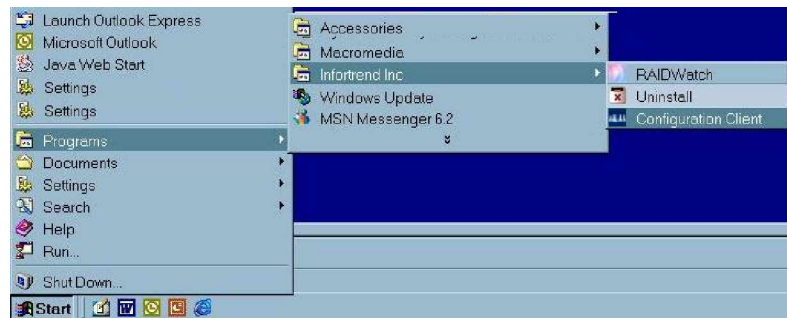 Launch Outlook Express
Microsoft Outlook
Java Web Start
Settings
Settings
Programs
Documents
Settings
Search
Help
Run...
Shut Down...
Start
Accessories
Macromedia
Infortrend Inc
Windows Update
MSN Messenger 6.2
RAIDWatch
Uninstall
Configuration Client